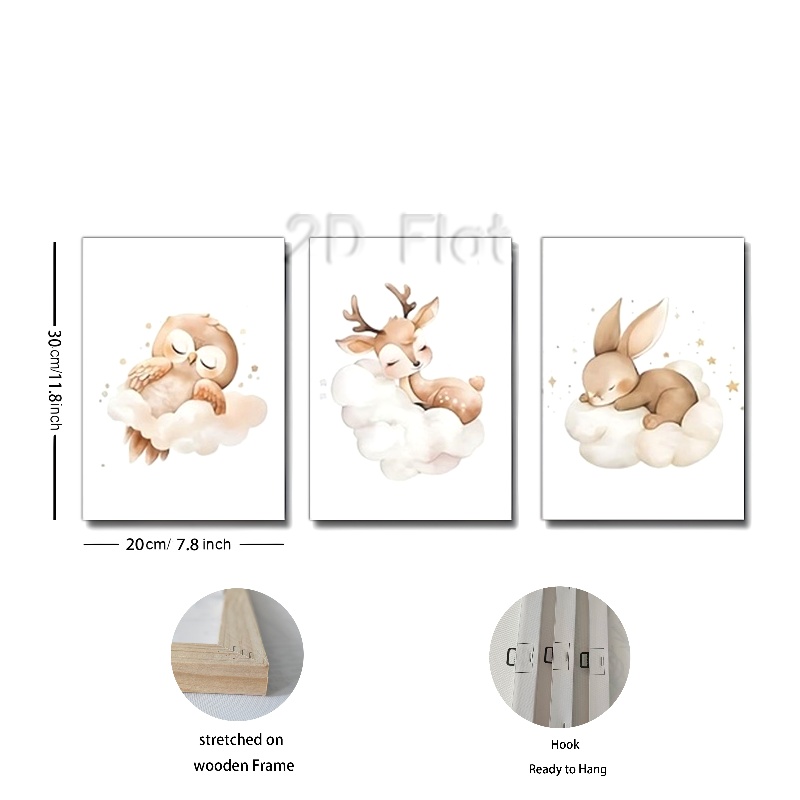 2D Flat
30cm/11.8inch
20cm/ 7.8 inch
stretched on
wooden Frame
Hook
Ready to Hang